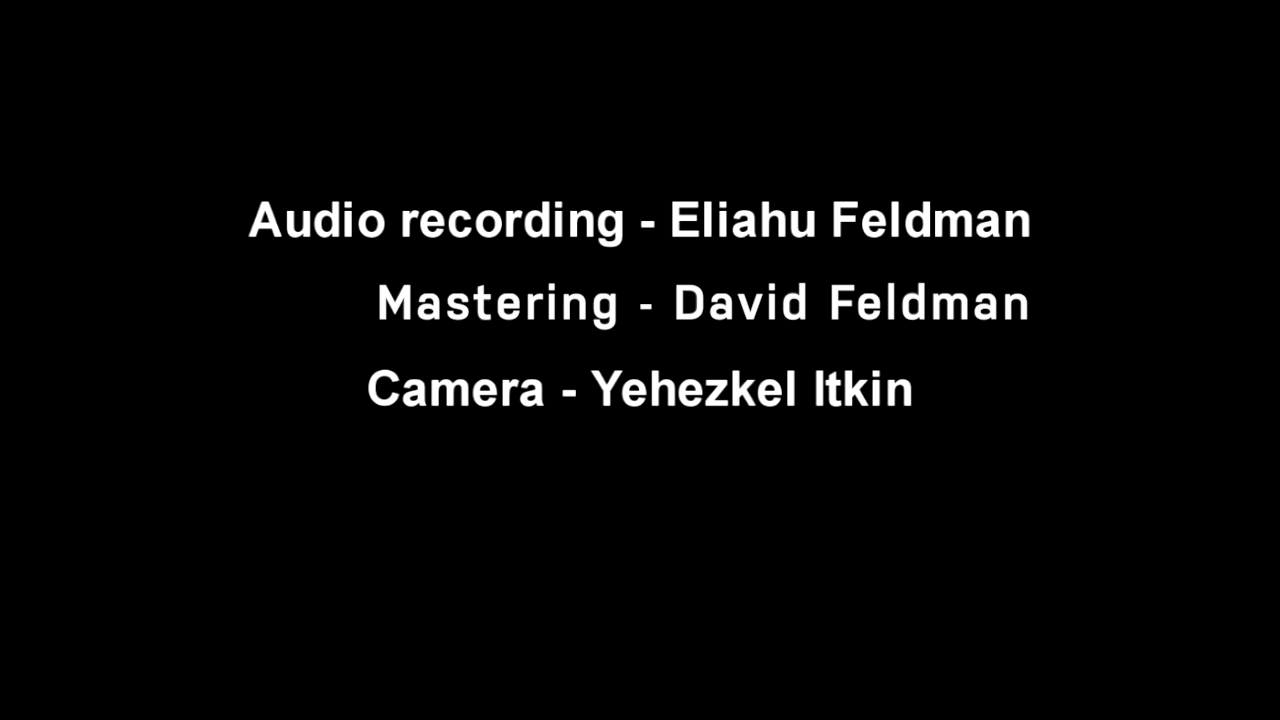 Audio recording - Eliahu Feldman
Mastering - David Feldman
Camera - Yehezkel Itkin